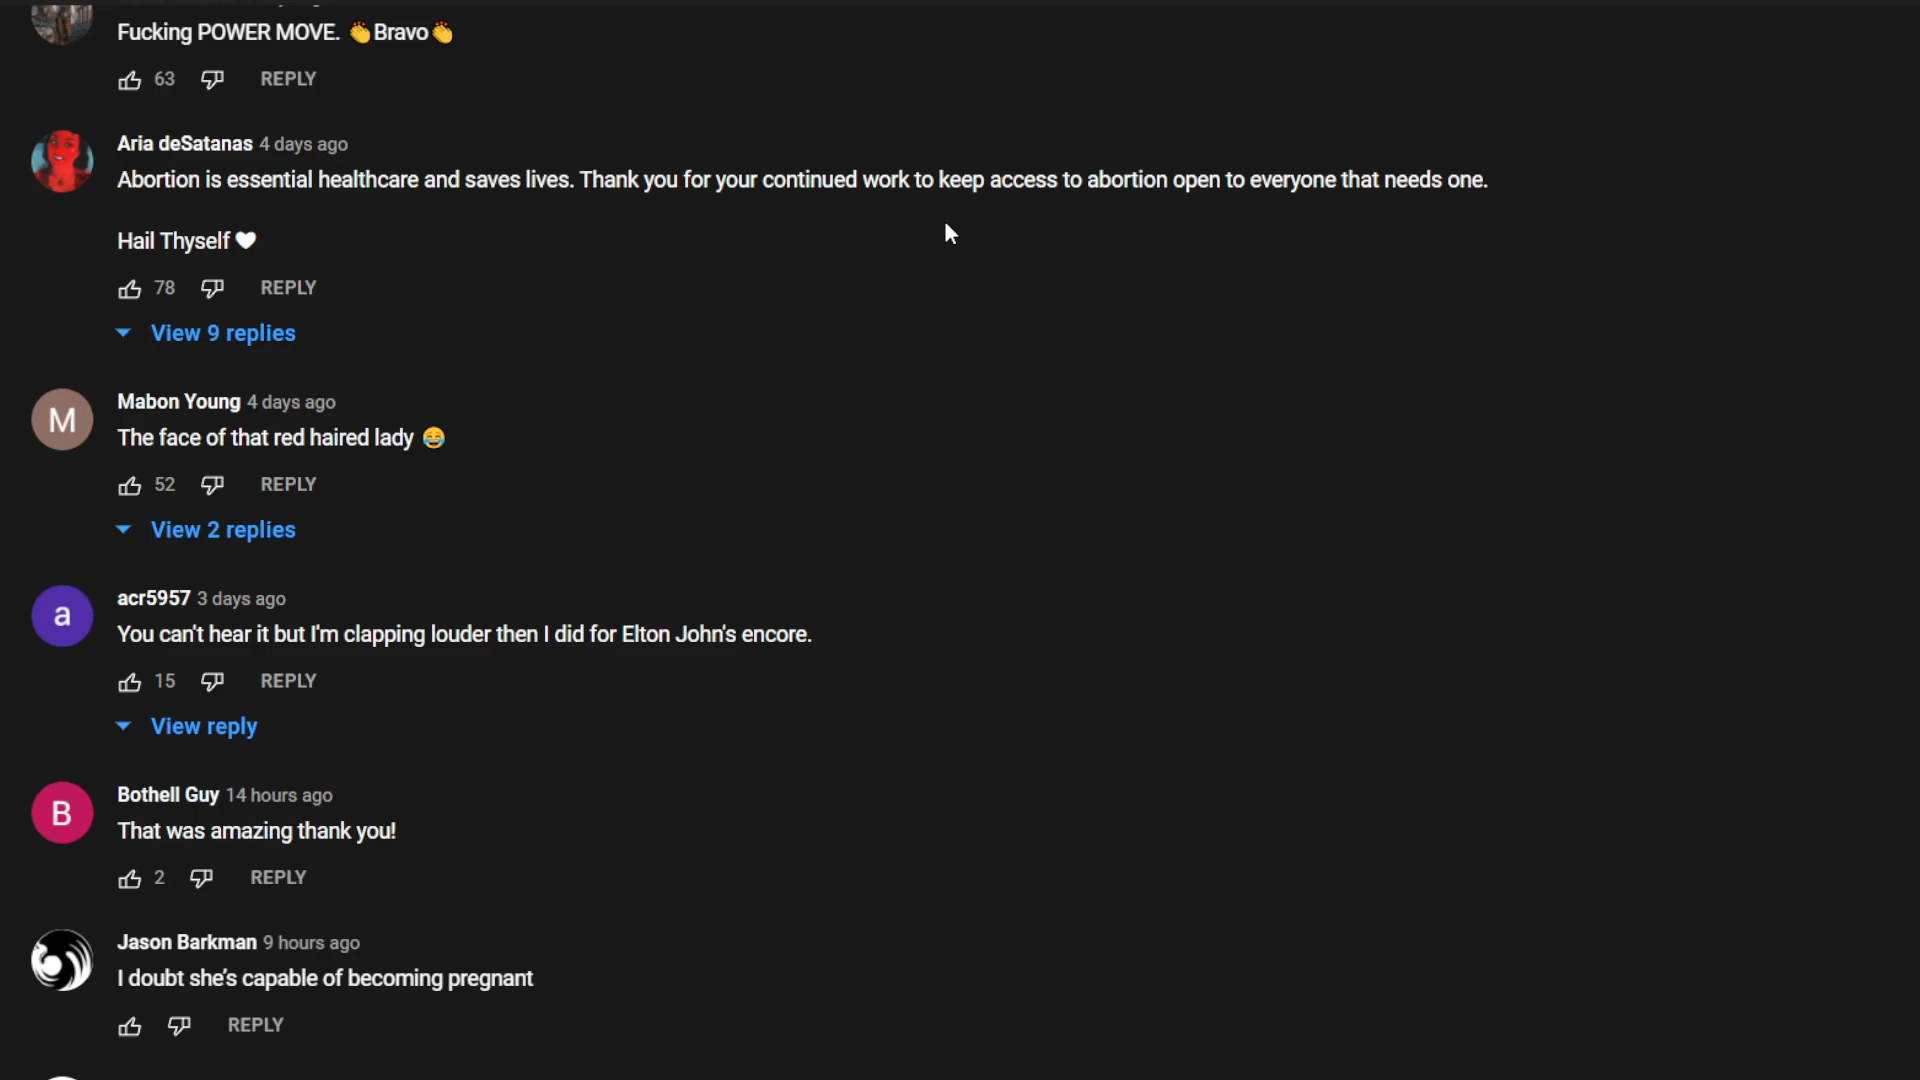 Fucking POWER MOVE. 👏Bravo👏
63 REPLY
Aria deSatanas 4 days ago
Abortion is essential healthcare and saves lives. Thank you for your continued work to keep access to abortion open to everyone that needs one.
Hail Thyself 🤍
78 REPLY
View 9 replies
M
Mabon Young 4 days ago
The face of that red haired lady 😂
52 REPLY
View 2 replies
a
acr5957 3 days ago
You can't hear it but I'm clapping louder then I did for Elton John's encore.
15 REPLY
View reply
B
Bothell Guy 14 hours ago
That was amazing thank you!
2 REPLY
Jason Barkman 9 hours ago
I doubt she's capable of becoming pregnant
REPLY